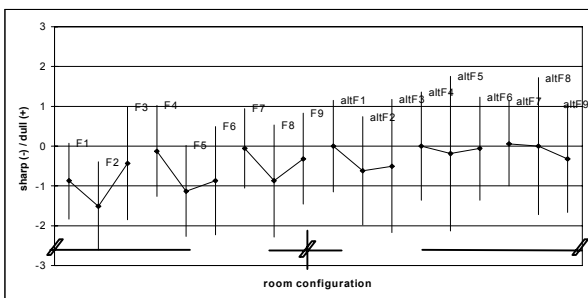 3
2
1
0
-1
-2
-3
sharp (-) / dull (+)
F1
F2
F3
F4
F5
F6
F7
F8
F9
altF1
altF2
altF3
altF4
altF5
altF6
altF7
altF8
altF9
room configuration